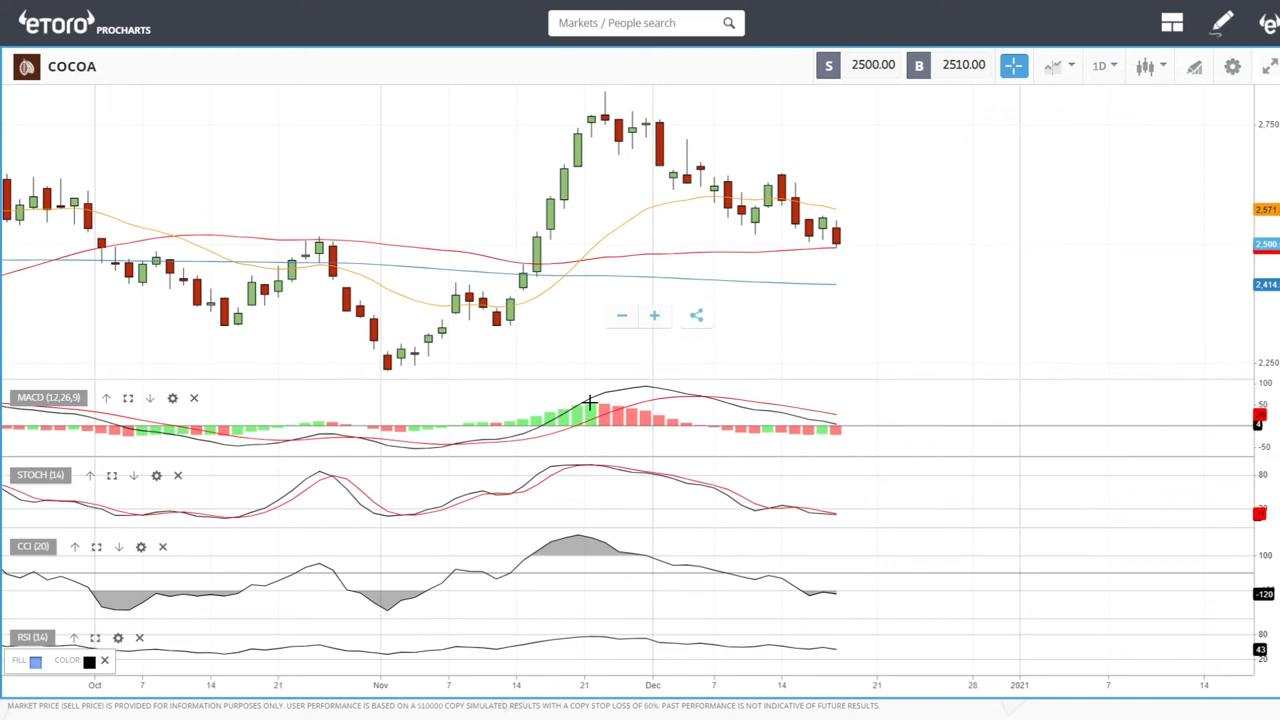 eToro PROCHARTS
Markets / People search
COCOA
S 2500.00 B 2510.00
1D
2,750
2,571.
2,500
2,414.
2,250
MACD (12,26,9)
100
50
4
-50
STOCH (14)
80
CCI (20)
100
-120
RSI (14)
80
43
20
FILL: COLOR:
Oct 7 14 21 Nov 7 14 21 Dec 7 14 21 28 2021 7 14
MARKET PRICE (SELL PRICE) IS PROVIDED FOR INFORMATION PURPOSES ONLY. USER PERFORMANCE IS BASED ON A $10000 COPY SIMULATED RESULTS WITH A COPY STOP LOSS OF 60%. PAST PERFORMANCE IS NOT INDICATIVE OF FUTURE RESULTS.